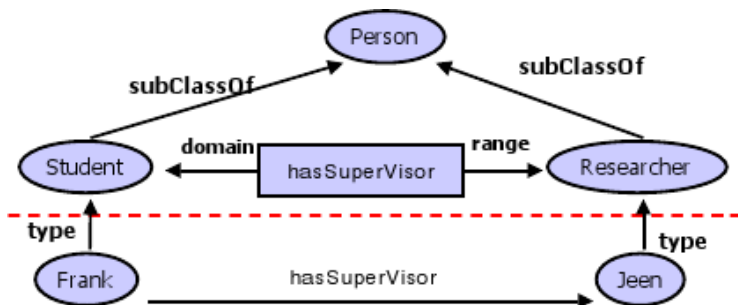 Person
subClassOf
subClassOf
Student
domain
hasSuperVisor
range
Researcher
type
type
Frank
hasSuperVisor
Jeen